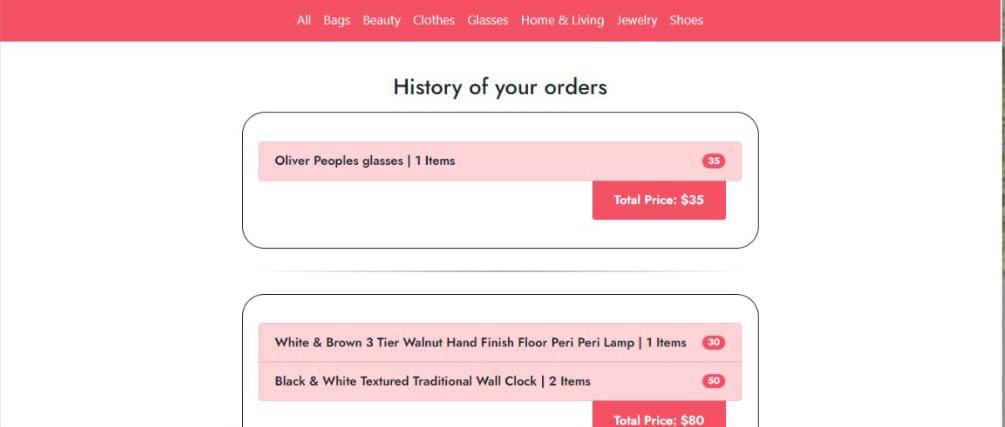 All Bags Beauty Clothes Glasses Home & Living Jewelry Shoes
History of your orders
Oliver Peoples glasses | 1 Items 35
Total Price: $35
White & Brown 3 Tier Walnut Hand Finish Floor Peri Peri Lamp | 1 Items 30
Black & White Textured Traditional Wall Clock | 2 Items 50
Total Price: $80